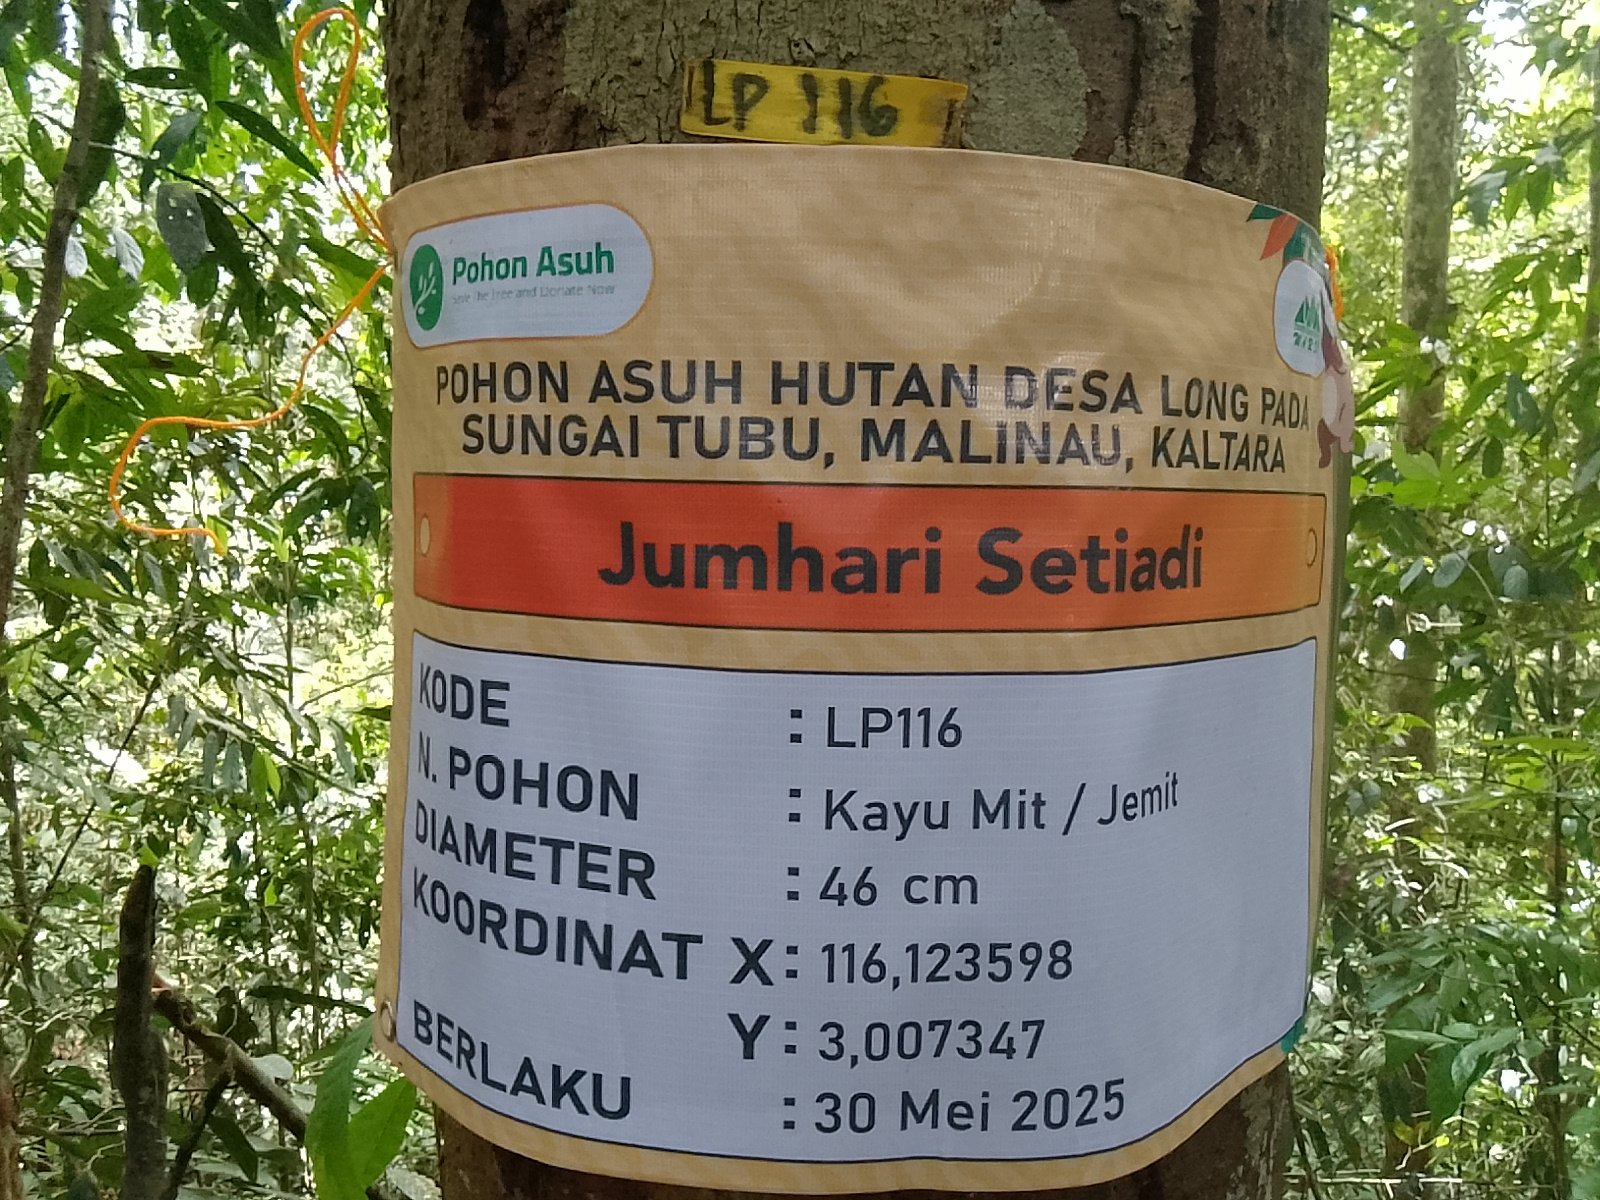 LP 116
Pohon Asuh
Save The Tree and Donate Now
POHON ASUH HUTAN DESA LONG PADA
SUNGAI TUBU, MALINAU, KALTARA
Jumhari Setiadi
KODE : LP116
N. POHON : Kayu Mit / Jemit
DIAMETER : 46 cm
KOORDINAT X : 116,123598
Y : 3,007347
BERLAKU : 30 Mei 2025